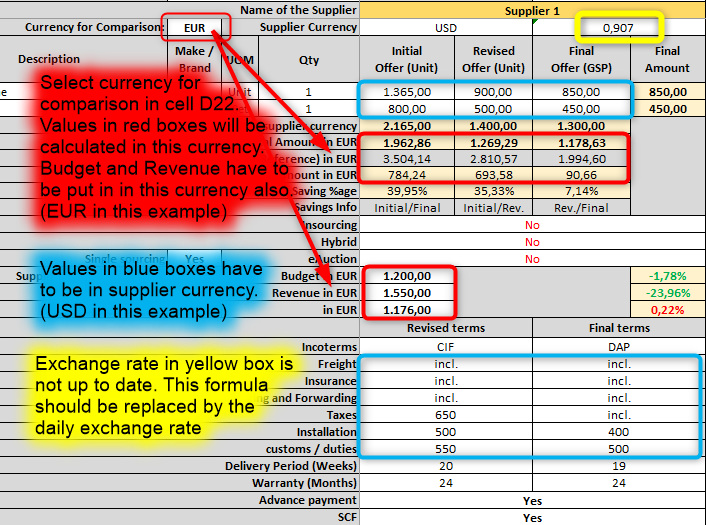 Name of the Supplier Supplier 1
Currency for Comparison: EUR Supplier Currency USD 0,907
Description Make / Brand UOM Qty Initial Offer (Unit) Revised Offer (Unit) Final Offer (GSP) Final Amount
Unit 1 1.365,00 900,00 850,00 850,00
1 800,00 500,00 450,00 450,00
supplier currency 2.165,00 1.400,00 1.300,00
Amount in EUR 1.962,86 1.269,29 1.178,63
in EUR 3.504,14 2.810,57 1.994,60
in EUR 784,24 693,58 90,66
Saving %age 39,95% 35,33% 7,14%
Savings Info Initial/Final Initial/Rev. Rev./Final
Insourcing No
Hybrid No
Single sourcing Yes eAuction No
Budget in EUR 1.200,00 -1,78%
Revenue in EUR 1.550,00 -23,96%
in EUR 1.176,00 0,22%
Revised terms Final terms
Incoterms CIF DAP
Freight incl. incl.
Insurance incl. incl.
and Forwarding incl. incl.
Taxes 650 incl.
Installation 500 400
customs / duties 550 500
Delivery Period (Weeks) 20 19
Warranty (Months) 24 24
Advance payment Yes
SCF Yes
Select currency for
comparison in cell D22.
Values in red boxes will be
calculated in this currency.
Budget and Revenue have to
be put in in this currency also
(EUR in this example)
Values in blue boxes have
to be in supplier currency.
(USD in this example)
Exchange rate in yellow box is
not up to date. This formula
should be replaced by the
daily exchange rate